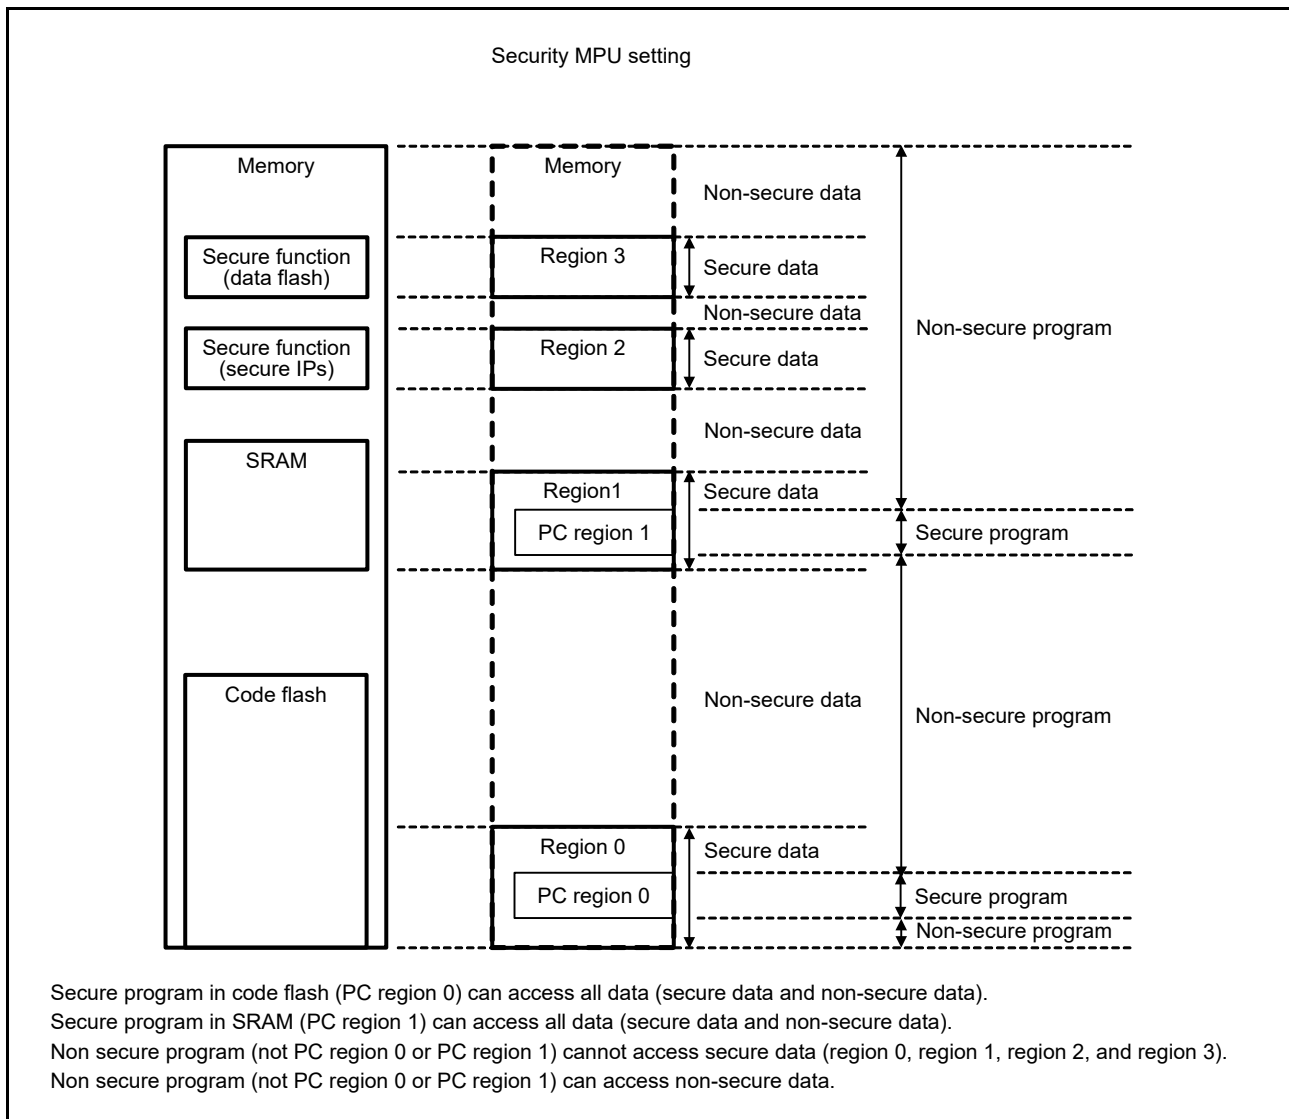 Security MPU setting
Memory
Memory
Non-secure data
Secure function
(data flash)
Region 3
Secure data
Non-secure data
Non-secure program
Secure function
(secure IPs)
Region 2
Secure data
Non-secure data
SRAM
Region1
Secure data
PC region 1
Secure program
Code flash
Non-secure data
Non-secure program
Region 0
Secure data
PC region 0
Secure program
Non-secure program
Secure program in code flash (PC region 0) can access all data (secure data and non-secure data).
Secure program in SRAM (PC region 1) can access all data (secure data and non-secure data).
Non secure program (not PC region 0 or PC region 1) cannot access secure data (region 0, region 1, region 2, and region 3).
Non secure program (not PC region 0 or PC region 1) can access non-secure data.